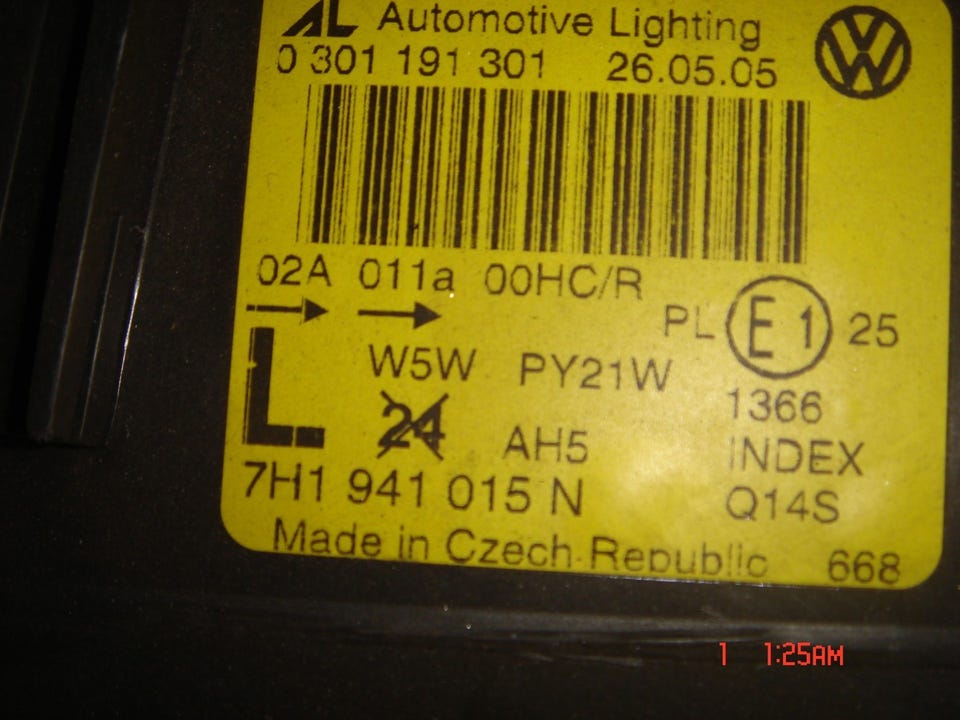 AL Automotive Lighting
0 301 191 301 26.05.05
02A 011a 00HC/R
PL E1 25
W5W PY21W
1366
L
24 AH5
INDEX
7H1 941 015 N
Q14S
Made in Czech Republic 668
1 1:25AM